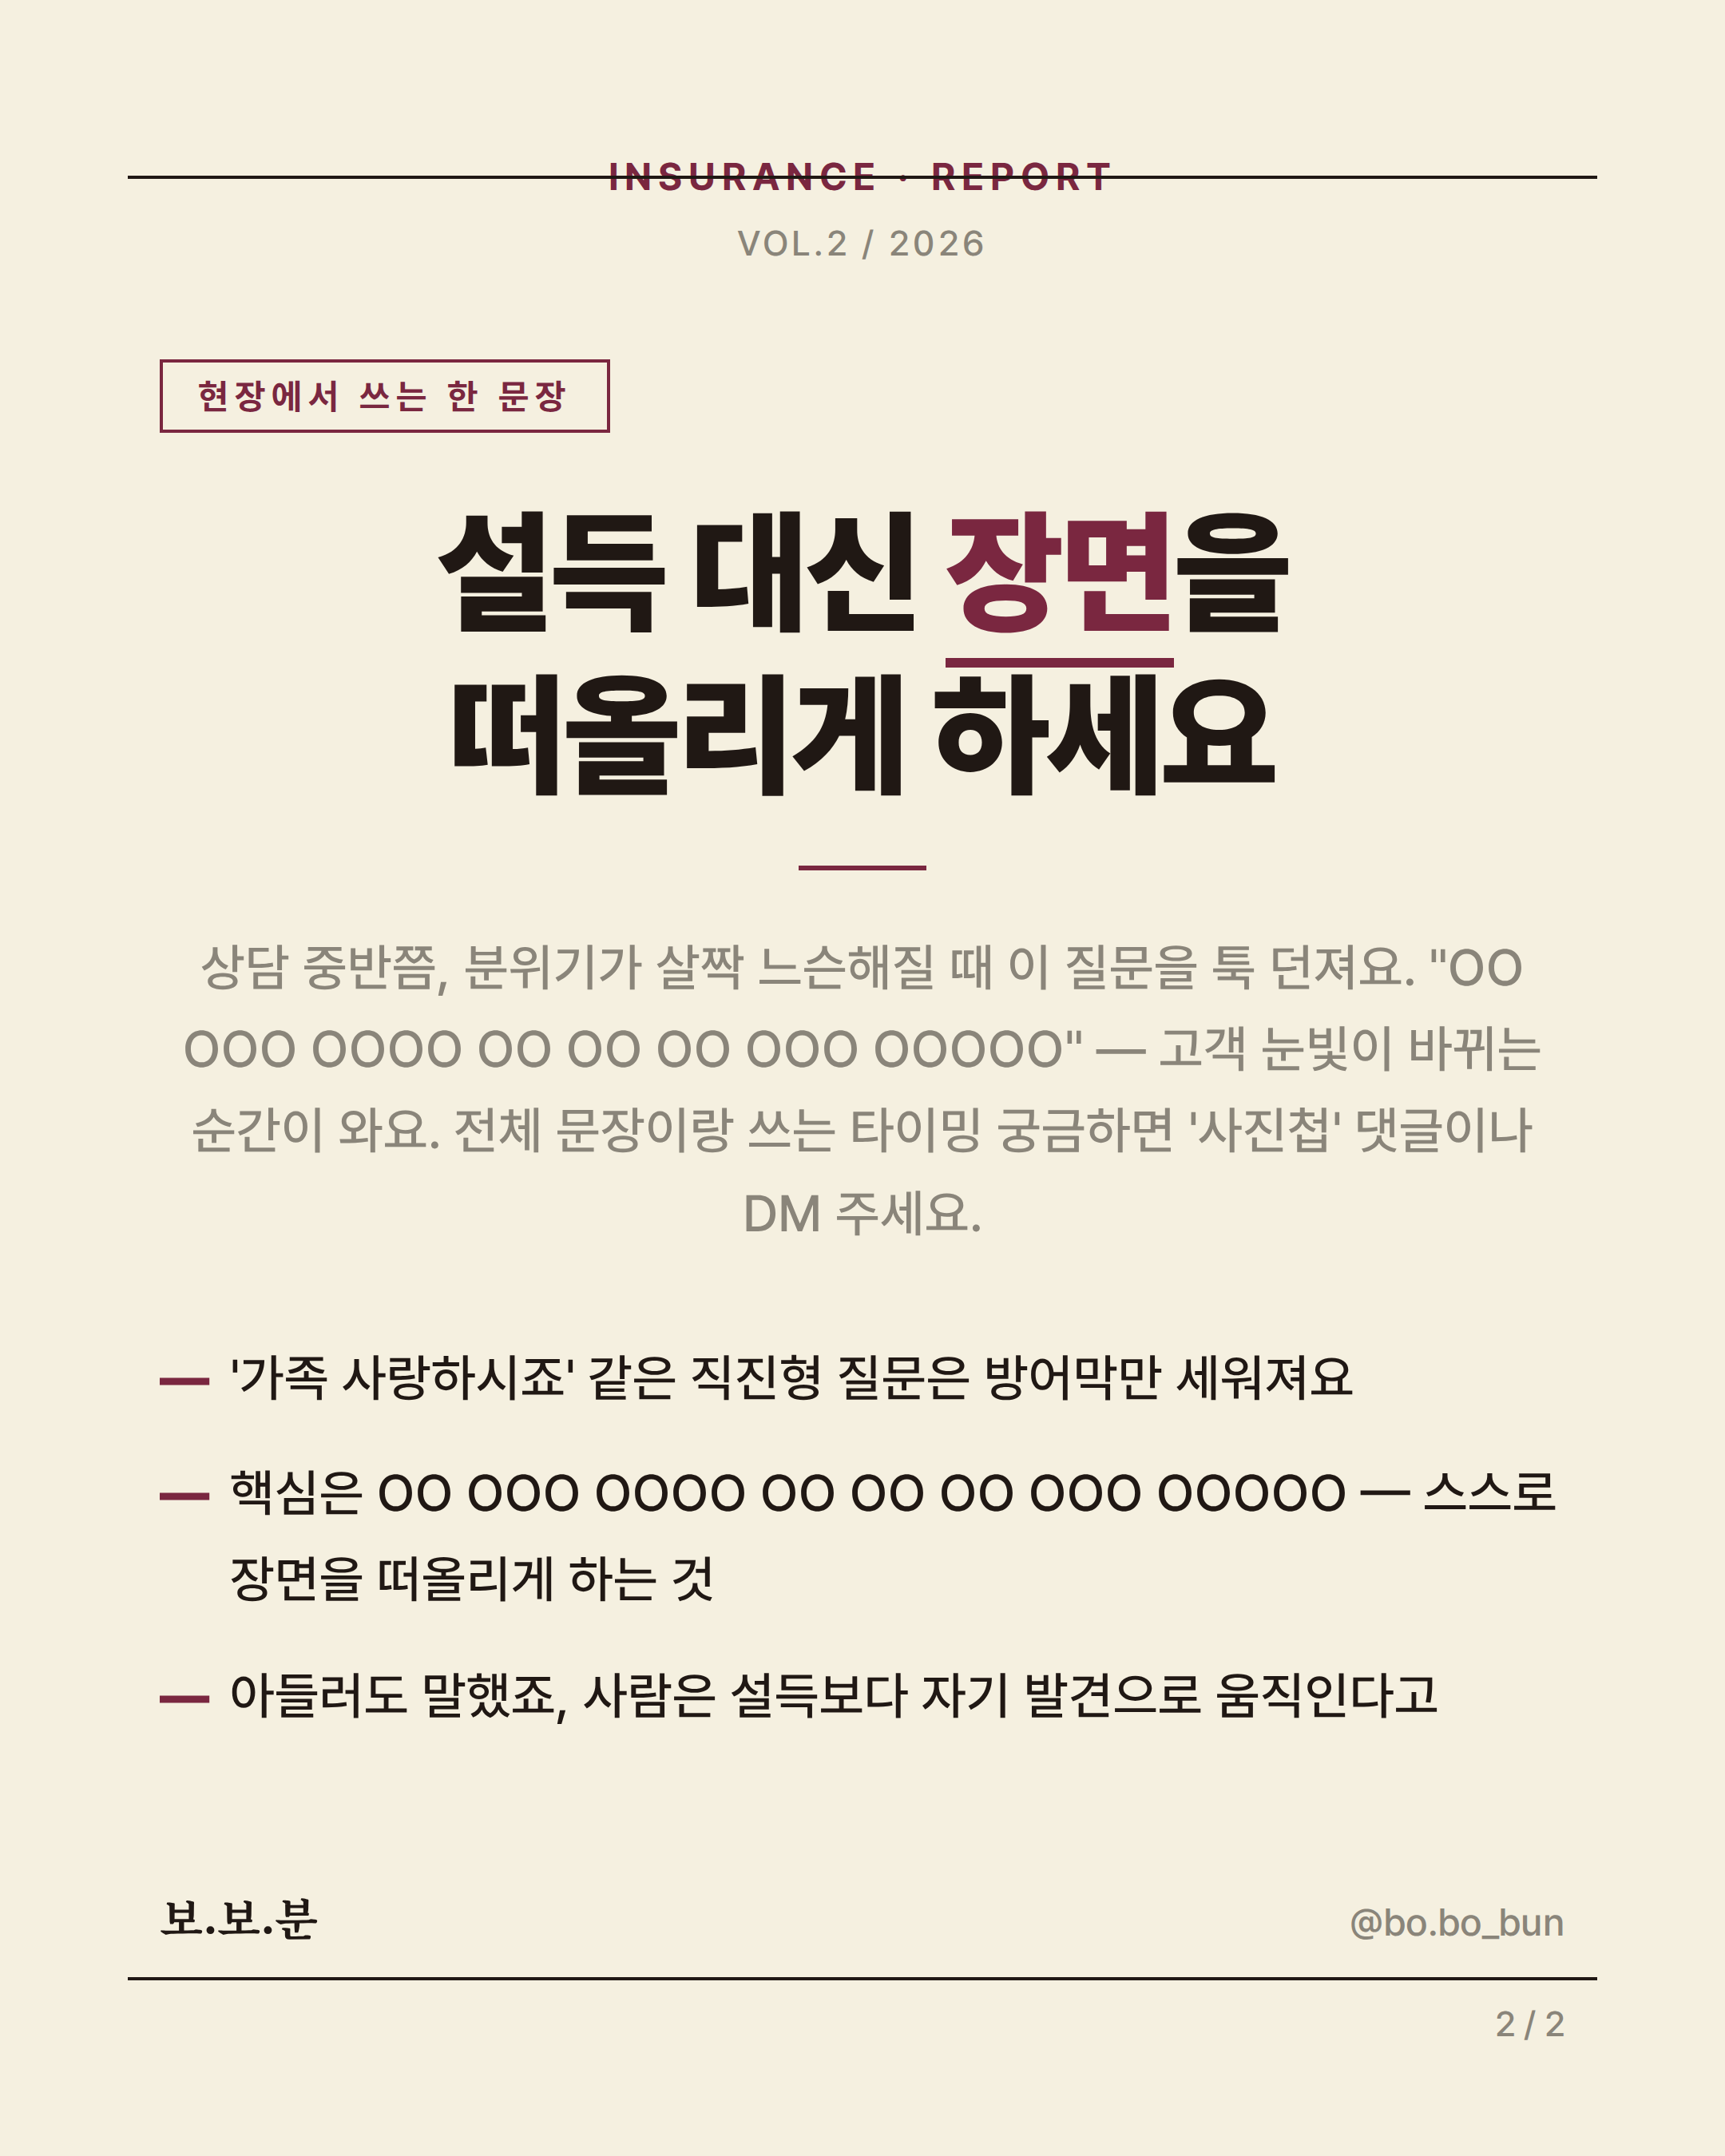 INSURANCE · REPORT
VOL.2 / 2026
현장에서 쓰는 한 문장
설득 대신 장면을
떠올리게 하세요
상담 중반쯤, 분위기가 살짝 느슨해질 때 이 질문을 툭 던져요. "OO
OOO OOOO OO OO OO OOO OOOOO" — 고객 눈빛이 바뀌는
순간이 와요. 전체 문장이랑 쓰는 타이밍 궁금하면 '사진첩' 댓글이나
DM 주세요.
— '가족 사랑하시죠' 같은 직진형 질문은 방어막만 세워져요
— 핵심은 OO OOO OOOO OO OO OO OOO OOOOO — 스스로
장면을 떠올리게 하는 것
— 아들러도 말했죠, 사람은 설득보다 자기 발견으로 움직인다고
보.보.분
@bo.bo_bun
2 / 2